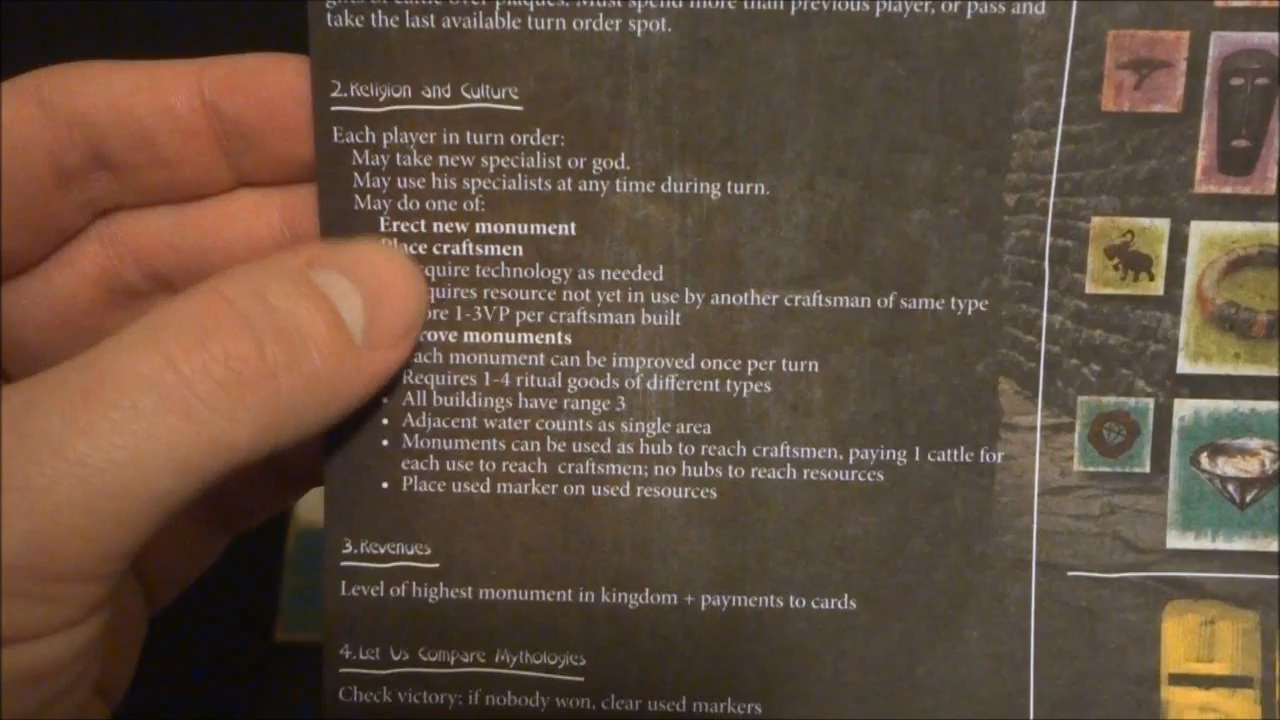 take the last available turn order spot.
2.Religion and Culture
Each player in turn order:
May take new specialist or god.
May use his specialists at any time during turn.
May do one of:
Erect new monument
Place craftsmen
quire technology as needed
quires resource not yet in use by another craftsman of same type
ore 1-3VP per craftsman built
rove monuments
ach monument can be improved once per turn
Requires 1-4 ritual goods of different types
• All buildings have range 3
• Adjacent water counts as single area
• Monuments can be used as hub to reach craftsmen, paying 1 cattle for
each use to reach craftsmen; no hubs to reach resources
• Place used marker on used resources
3.Revenues
Level of highest monument in kingdom + payments to cards
4.Let Us Compare Mythologies
Check victory: if nobody won, clear used markers